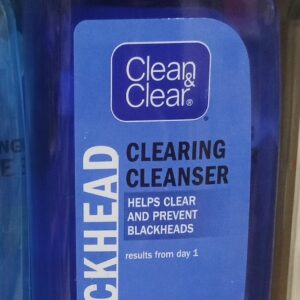 Clean &
Clear®
CKHEAD
CLEARING
CLEANSER
HELPS CLEAR
AND PREVENT
BLACKHEADS
results from day 1